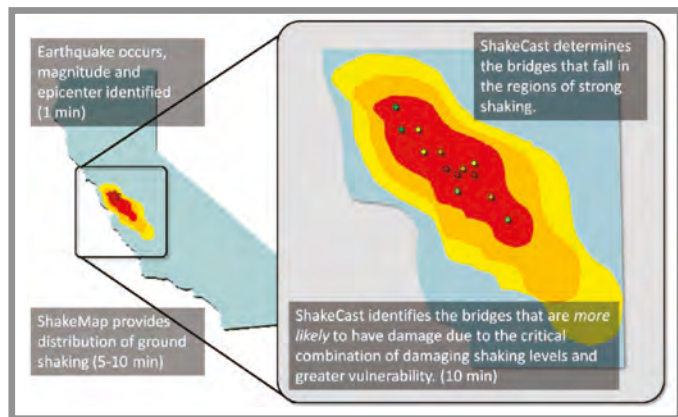 Earthquake occurs,
magnitude and
epicenter identified
(1 min)
ShakeMap provides
distribution of ground
shaking (5-10 min)
ShakeCast determines
the bridges that fall in
the regions of strong
shaking.
ShakeCast identifies the bridges that are more
likely to have damage due to the critical
combination of damaging shaking levels and
greater vulnerability. (10 min)